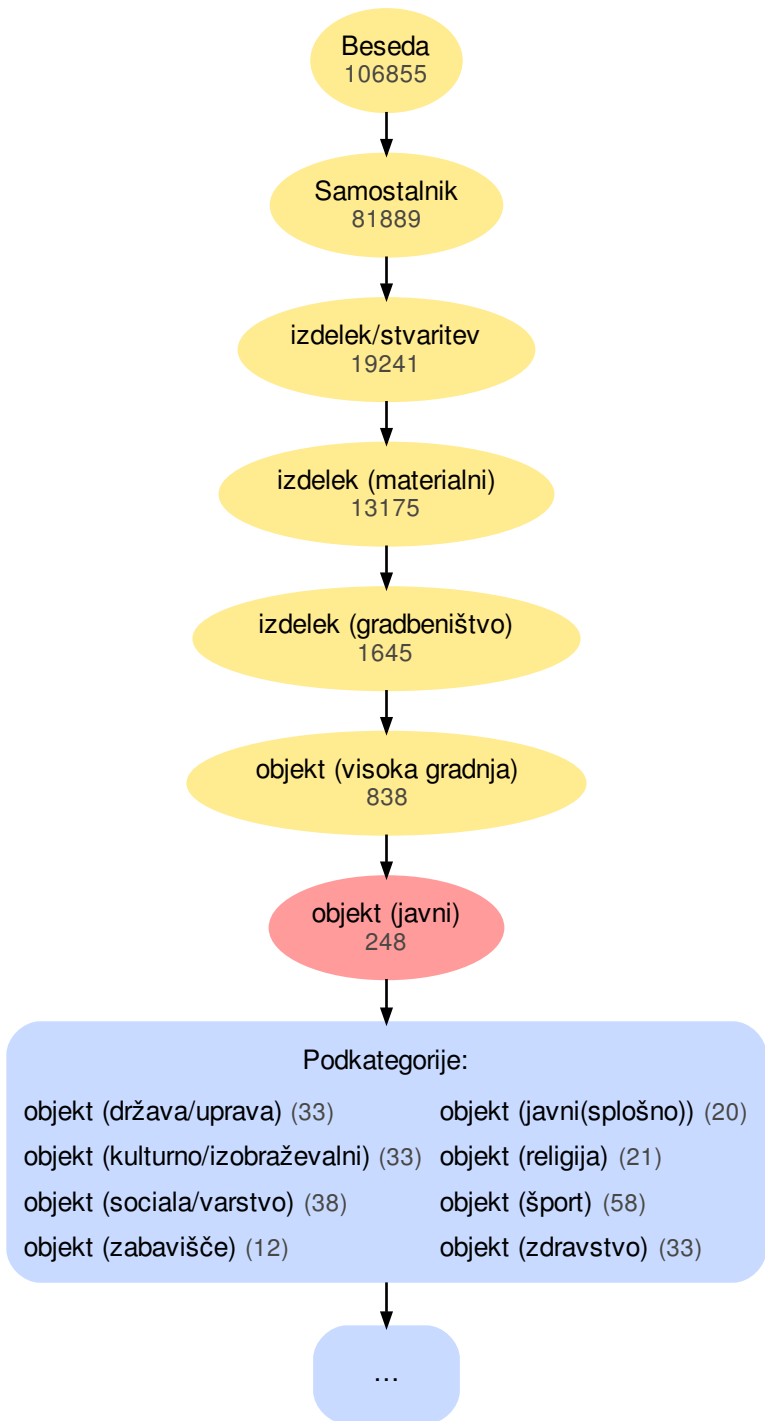 Beseda
106855
Samostalnik
81889
izdelek/stvaritev
19241
izdelek (materialni)
13175
izdelek (gradbeništvo)
1645
objekt (visoka gradnja)
838
objekt (javni)
248
Podkategorije:
objekt (država/uprava) (33)
objekt (javni(splošno)) (20)
objekt (kulturno/izobraževalni) (33)
objekt (religija) (21)
objekt (sociala/varstvo) (38)
objekt (šport) (58)
objekt (zabavišče) (12)
objekt (zdravstvo) (33)
…